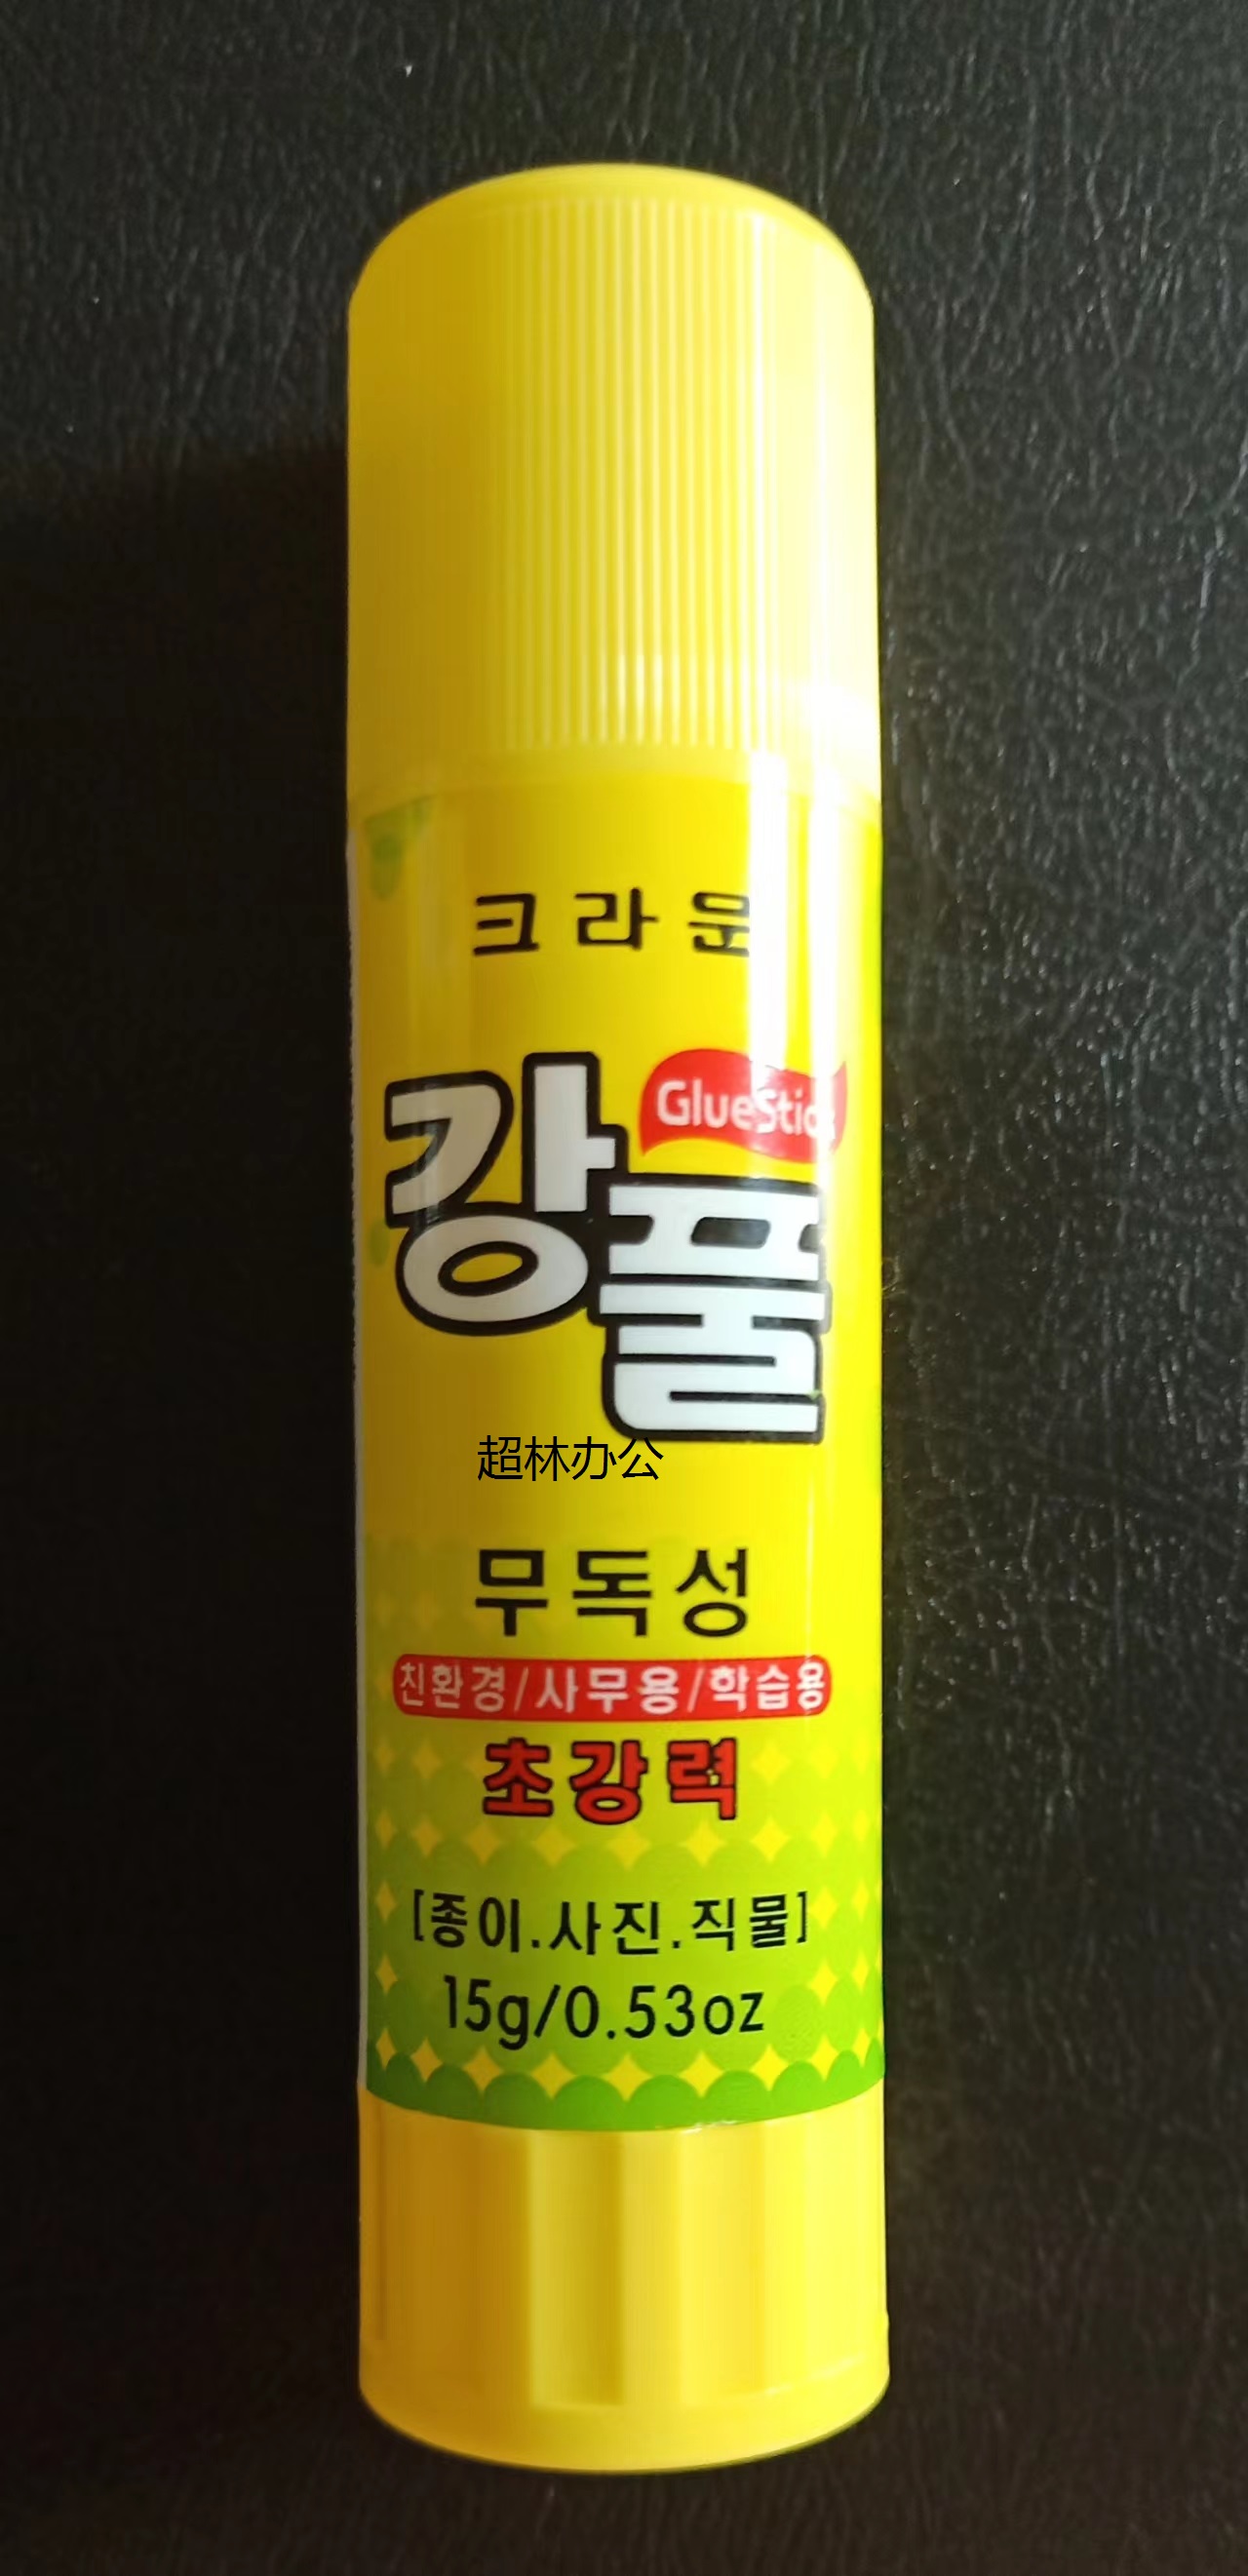 크라운
GlueStick
강풀
超林办公
무독성
친환경/사무용/학습용
초강력
[종이.사진.직물]
15g/0.53oz